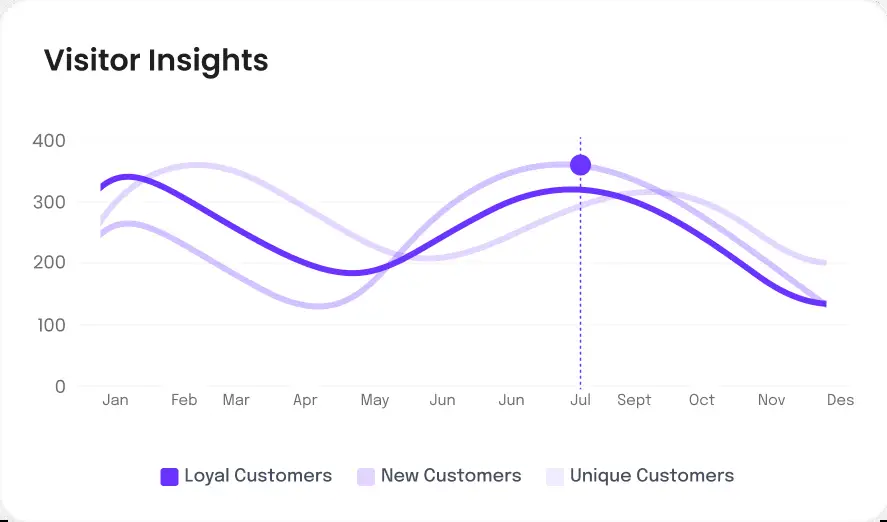 Visitor Insights
400
300
200
100
0
Jan Feb Mar Apr May Jun Jun Jul Sept Oct Nov Des
Loyal Customers New Customers Unique Customers